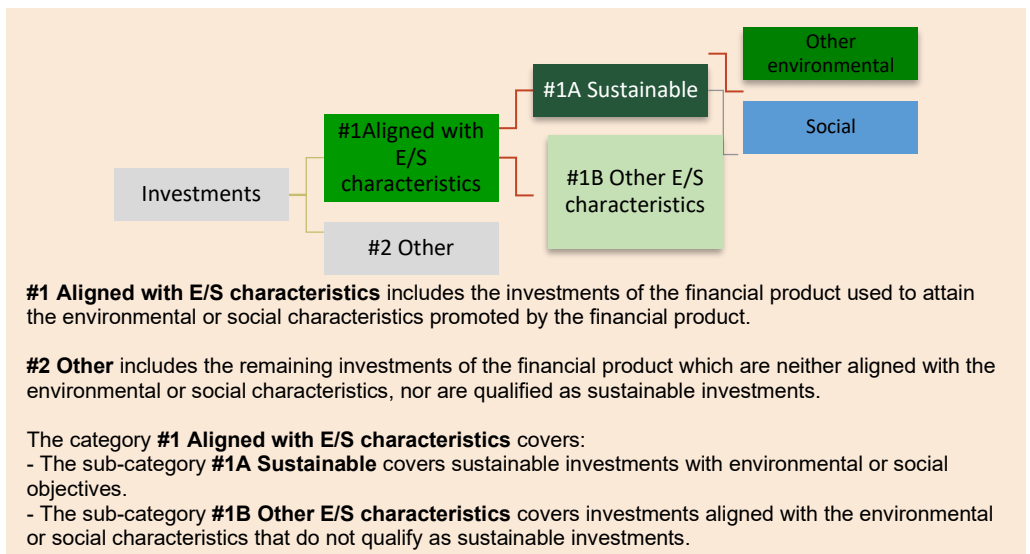 Other
environmental
#1A Sustainable
Social
#1Aligned with
E/S
characteristics
#1B Other E/S
characteristics
Investments
#2 Other
#1 Aligned with E/S characteristics includes the investments of the financial product used to attain
the environmental or social characteristics promoted by the financial product.
#2 Other includes the remaining investments of the financial product which are neither aligned with the
environmental or social characteristics, nor are qualified as sustainable investments.
The category #1 Aligned with E/S characteristics covers:
- The sub-category #1A Sustainable covers sustainable investments with environmental or social
objectives.
- The sub-category #1B Other E/S characteristics covers investments aligned with the environmental
or social characteristics that do not qualify as sustainable investments.